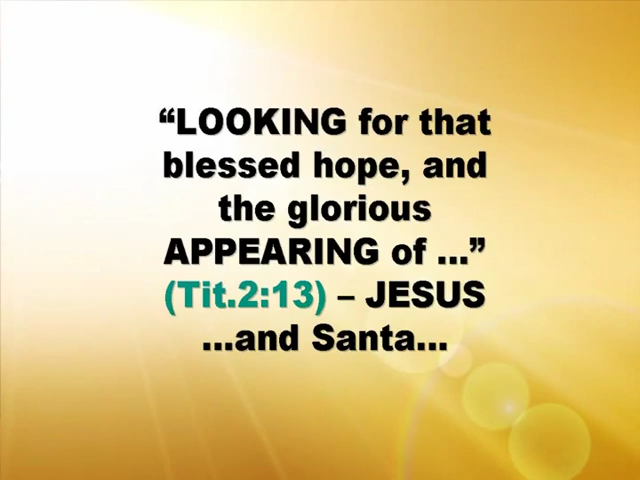 “LOOKING for that
blessed hope, and
the glorious
APPEARING of ...”
(Tit.2:13) – JESUS
...and Santa...